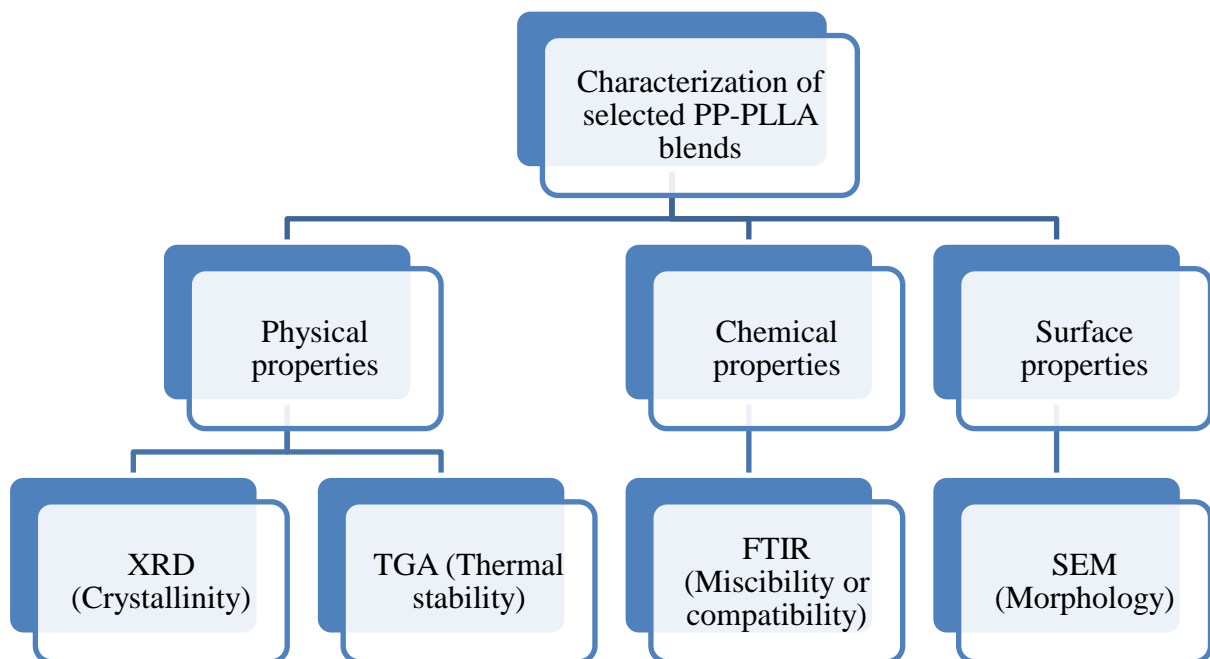 Characterization of
selected PP-PLLA
blends
Physical
properties
Chemical
properties
Surface
properties
XRD
(Crystallinity)
TGA (Thermal
stability)
FTIR
(Miscibility or
compatibility)
SEM
(Morphology)